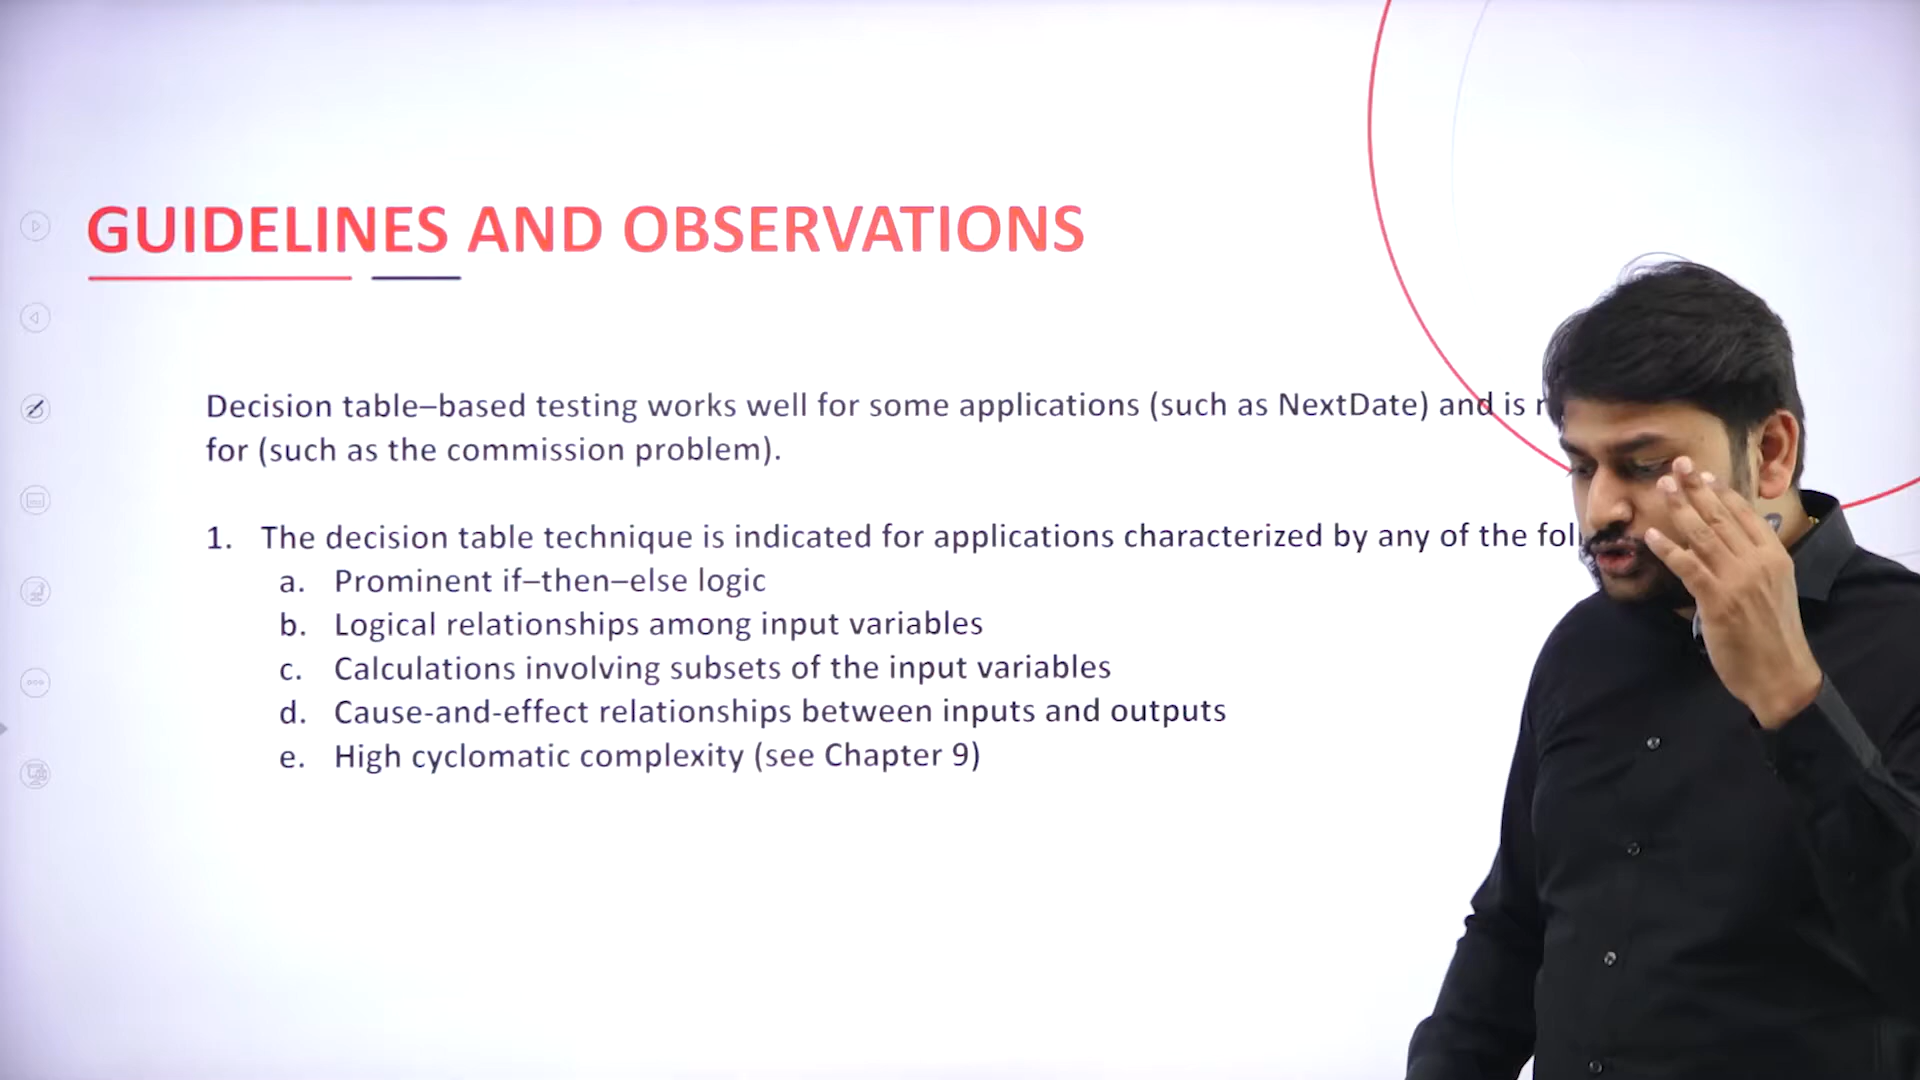 GUIDELINES AND OBSERVATIONS
Decision table–based testing works well for some applications (such as NextDate) and is
for (such as the commission problem).
1. The decision table technique is indicated for applications characterized by any of the
a. Prominent if–then–else logic
b. Logical relationships among input variables
c. Calculations involving subsets of the input variables
d. Cause-and-effect relationships between inputs and outputs
e. High cyclomatic complexity (see Chapter 9)